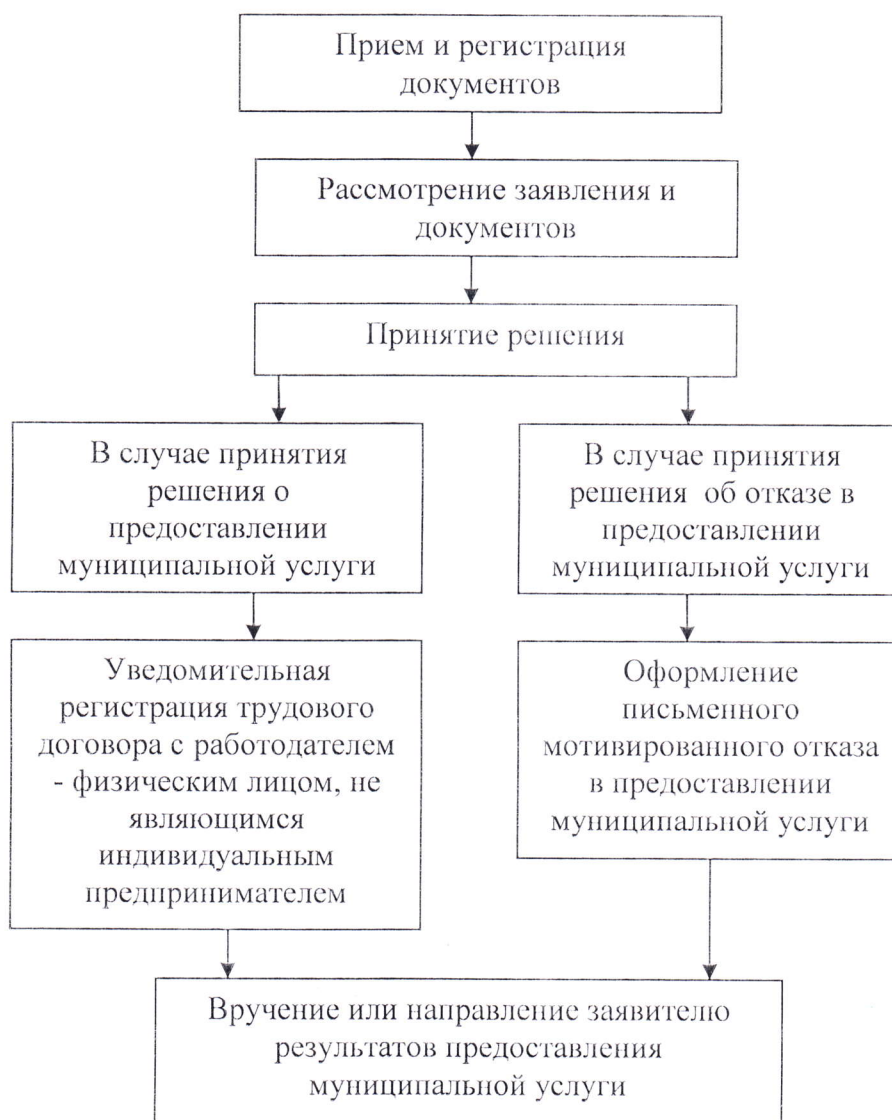 Прием и регистрация
документов
Рассмотрение заявления и
документов
Принятие решения
В случае принятия
решения о
предоставлении
муниципальной услуги
В случае принятия
решения об отказе в
предоставлении
муниципальной услуги
Уведомительная
регистрация трудового
договора с работодателем
- физическим лицом, не
являющимся
индивидуальным
предпринимателем
Оформление
письменного
мотивированного отказа
в предоставлении
муниципальной услуги
Вручение или направление заявителю
результатов предоставления
муниципальной услуги